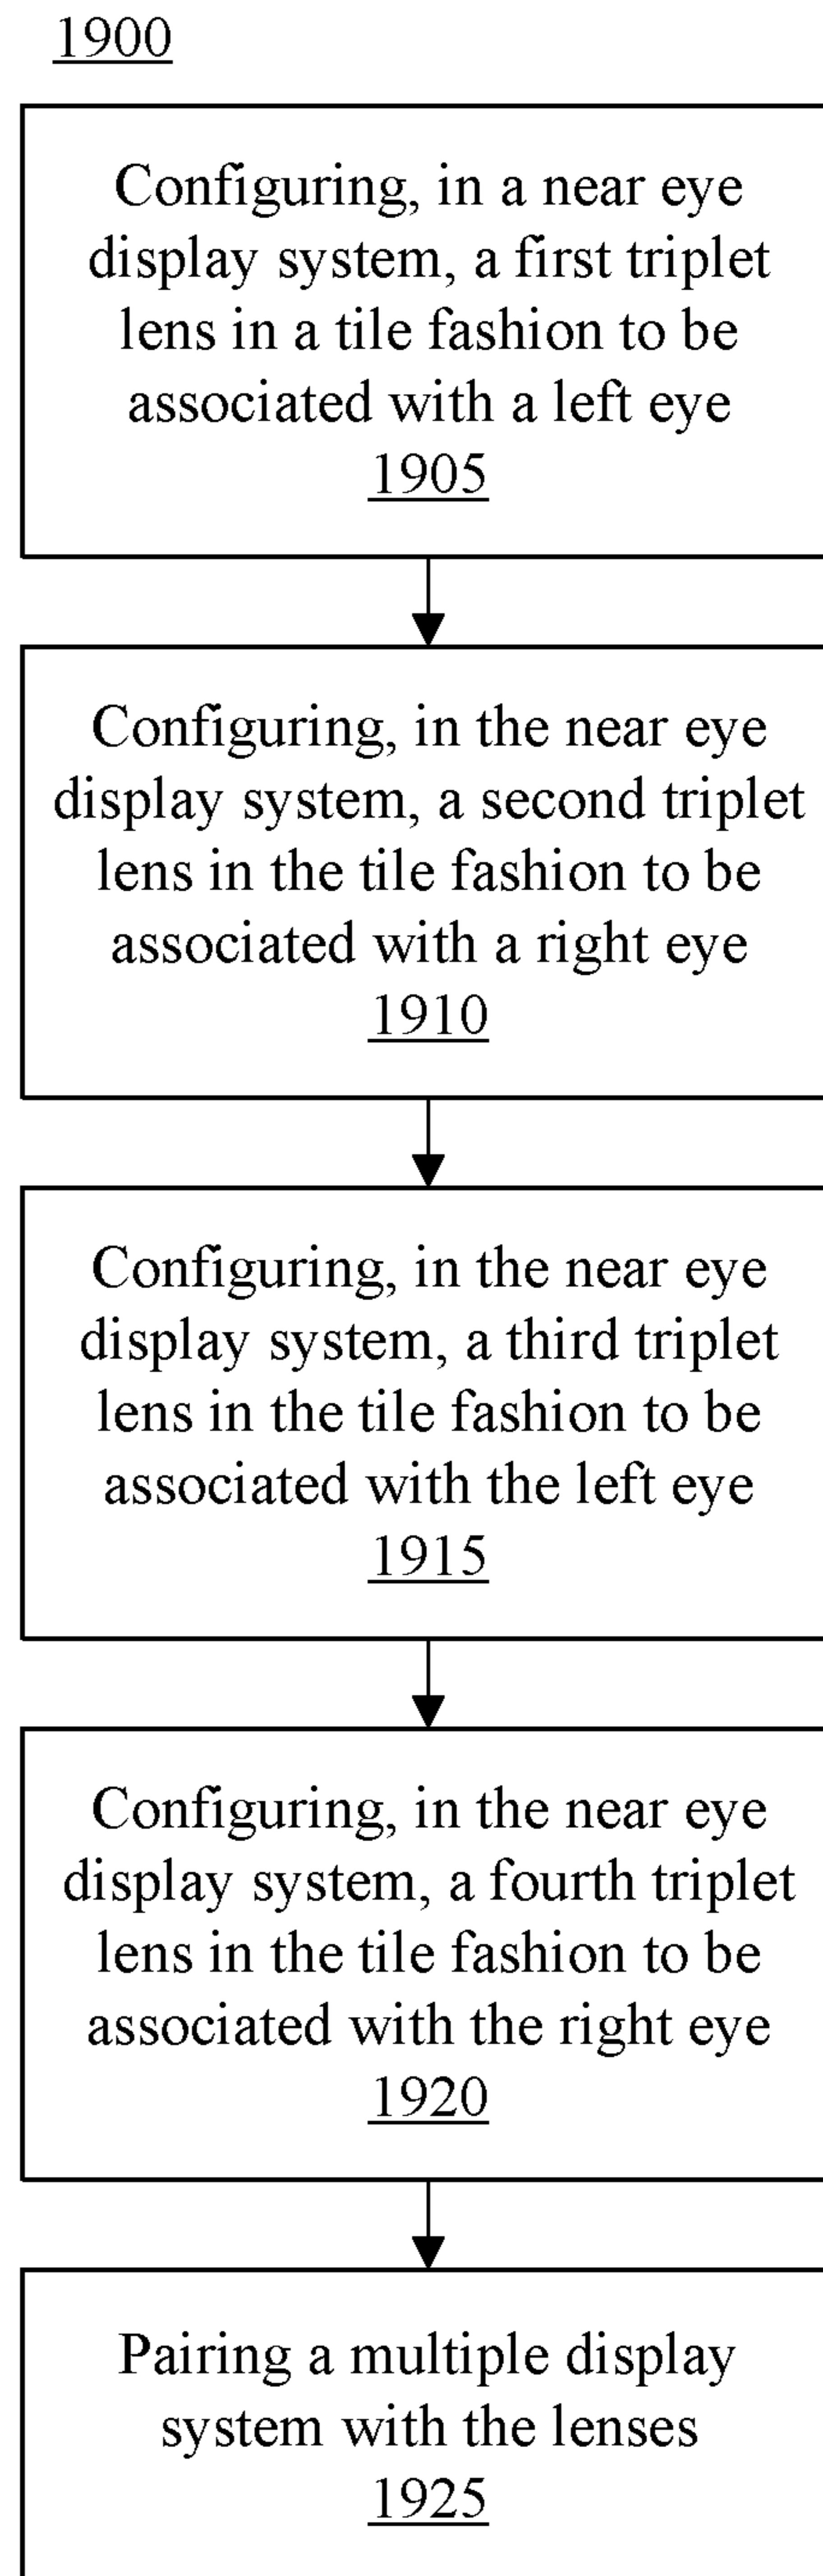 1900
Configuring, in a near eye
display system, a first triplet
lens in a tile fashion to be
associated with a left eye
1905
Configuring, in the near eye
display system, a second triplet
lens in the tile fashion to be
associated with a right eye
1910
Configuring, in the near eye
display system, a third triplet
lens in the tile fashion to be
associated with the left eye
1915
Configuring, in the near eye
display system, a fourth triplet
lens in the tile fashion to be
associated with the right eye
1920
Pairing a multiple display
system with the lenses
1925